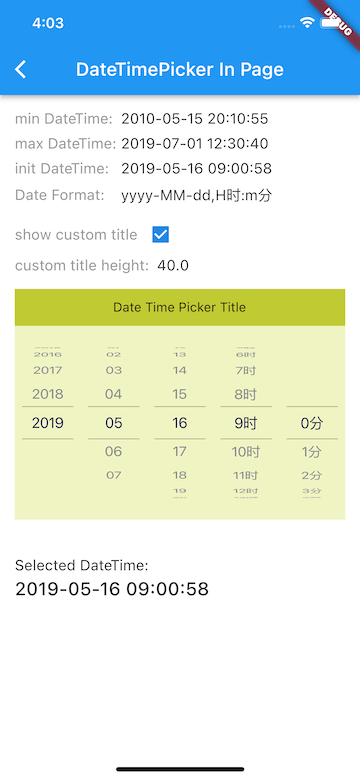 4:03
DEBUG
DateTimePicker In Page
min DateTime: 2010-05-15 20:10:55
max DateTime: 2019-07-01 12:30:40
init DateTime: 2019-05-16 09:00:58
Date Format: yyyy-MM-dd,H时:m分
show custom title
custom title height: 40.0
Date Time Picker Title
2016 02 13 6时
2017 03 14 7时
2018 04 15 8时
2019 05 16 9时 0分
06 17 10时 1分
07 18 11时 2分
19 12时 3分
Selected DateTime:
2019-05-16 09:00:58